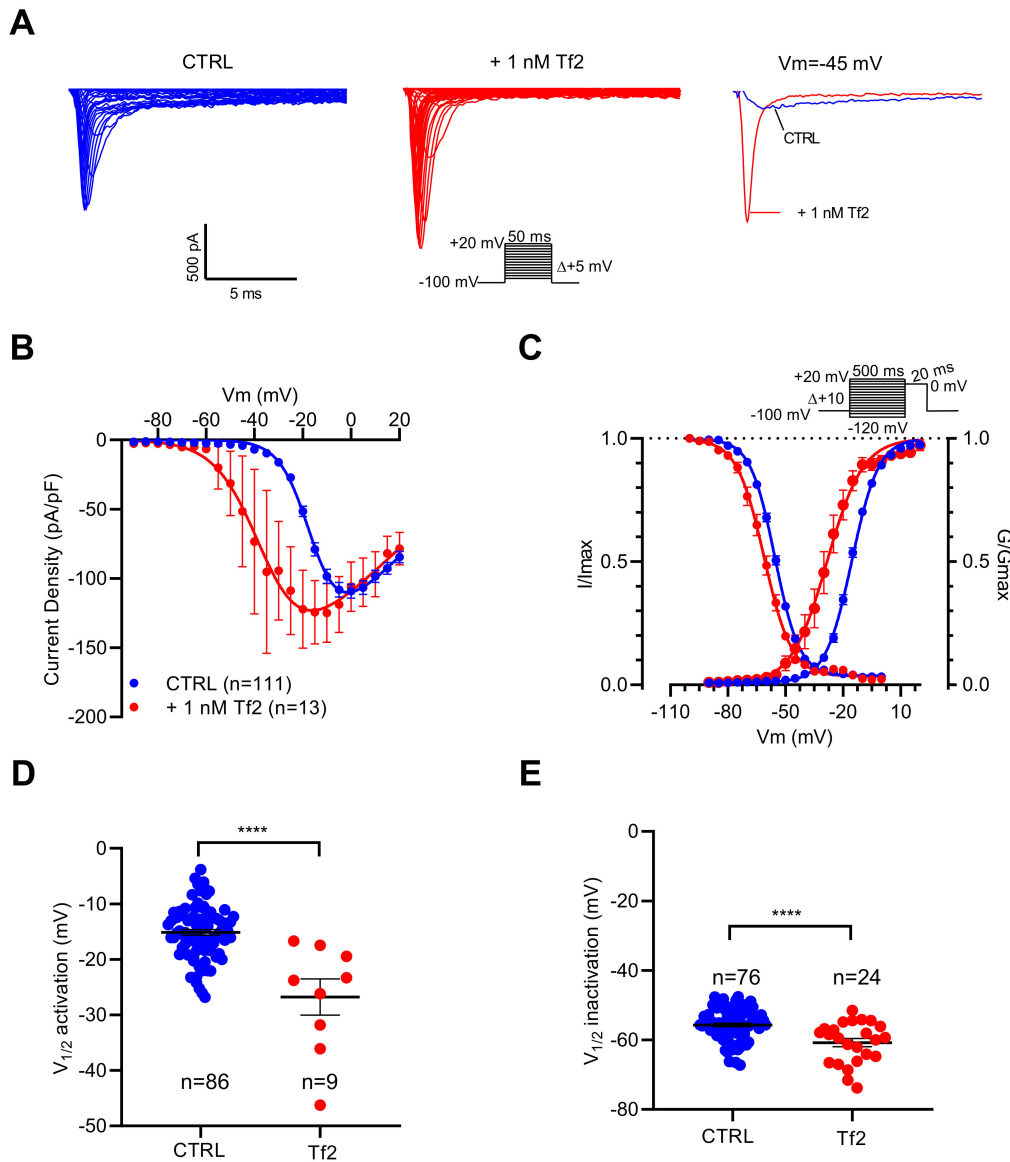 A
CTRL
+ 1 nM Tf2
Vm=-45 mV
CTRL
+ 1 nM Tf2
500 pA
5 ms
+20 mV
50 ms
Δ+5 mV
-100 mV
B
Vm (mV)
-80 -60 -40 -20 0 20
0
-50
-100
-150
-200
Current Density (pA/pF)
CTRL (n=111)
+ 1 nM Tf2 (n=13)
C
+20 mV
500 ms
20 ms
0 mV
Δ+10
-100 mV
-120 mV
1.0
0.5
0.0
I/Imax
1.0
0.5
0.0
G/Gmax
-110 -80 -50 -20 10
Vm (mV)
D
****
0
-10
-20
-30
-40
-50
V1/2 activation (mV)
n=86
n=9
CTRL
Tf2
E
****
0
-20
-40
-60
-80
V1/2 inactivation (mV)
n=76
n=24
CTRL
Tf2